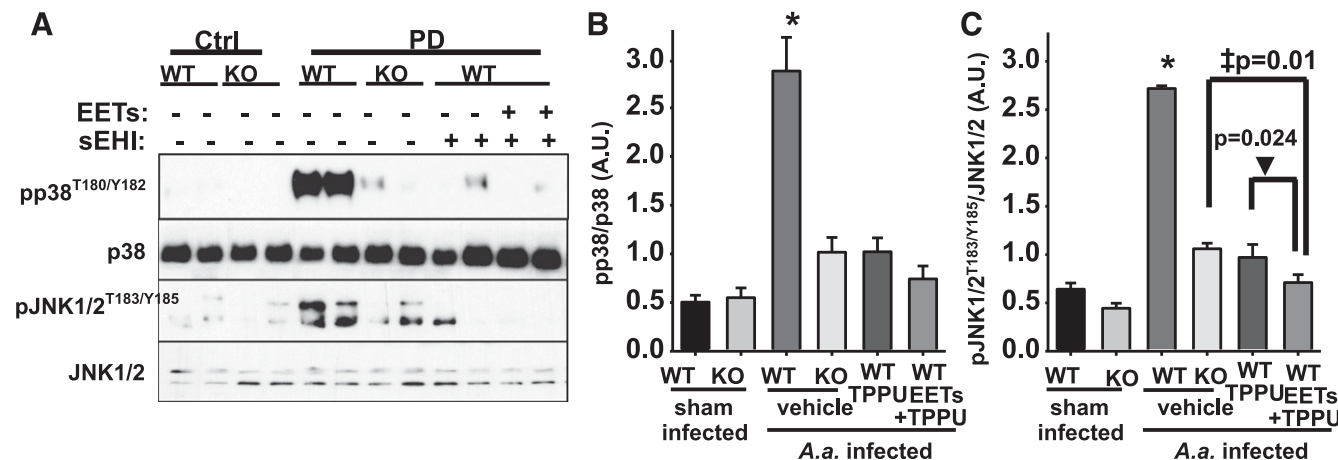 A
Ctrl PD
WT KO WT KO WT
EETs: - - - - - - - - - - + +
sEHI: - - - - - - - - + + + +
pp38T180/Y182
p38
pJNK1/2T183/Y185
JNK1/2
B
pp38/p38 (A.U.)
3.0
2.5
2.0
1.5
1.0
0.5
0.0
*
WT KO WT KO WT WT
TPPU EETs
+TPPU
sham
infected
vehicle
A.a. infected
C
pJNK1/2T183/Y185/JNK1/2 (A.U.)
3.0
2.5
2.0
1.5
1.0
0.5
0.0
*
‡p=0.01
p=0.024
WT KO WT KO WT WT
TPPU EETs
+TPPU
sham
infected
vehicle
A.a. infected